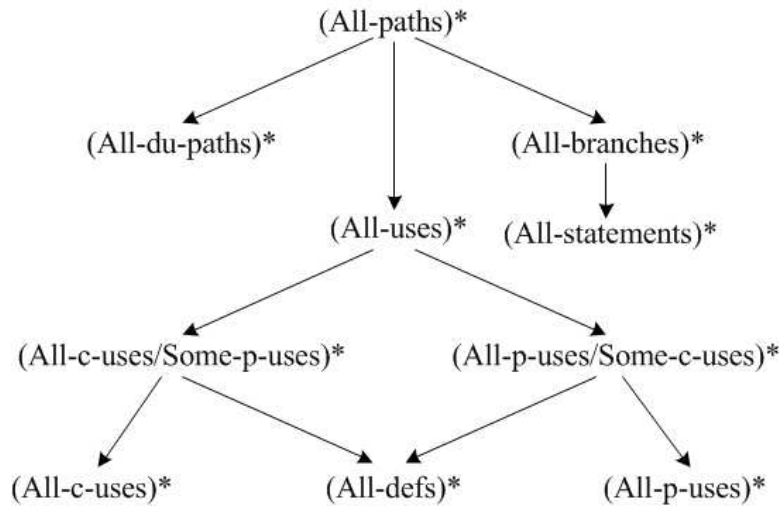 (All-paths)*
(All-du-paths)*
(All-branches)*
(All-uses)*
(All-statements)*
(All-c-uses/Some-p-uses)*
(All-p-uses/Some-c-uses)*
(All-c-uses)*
(All-defs)*
(All-p-uses)*